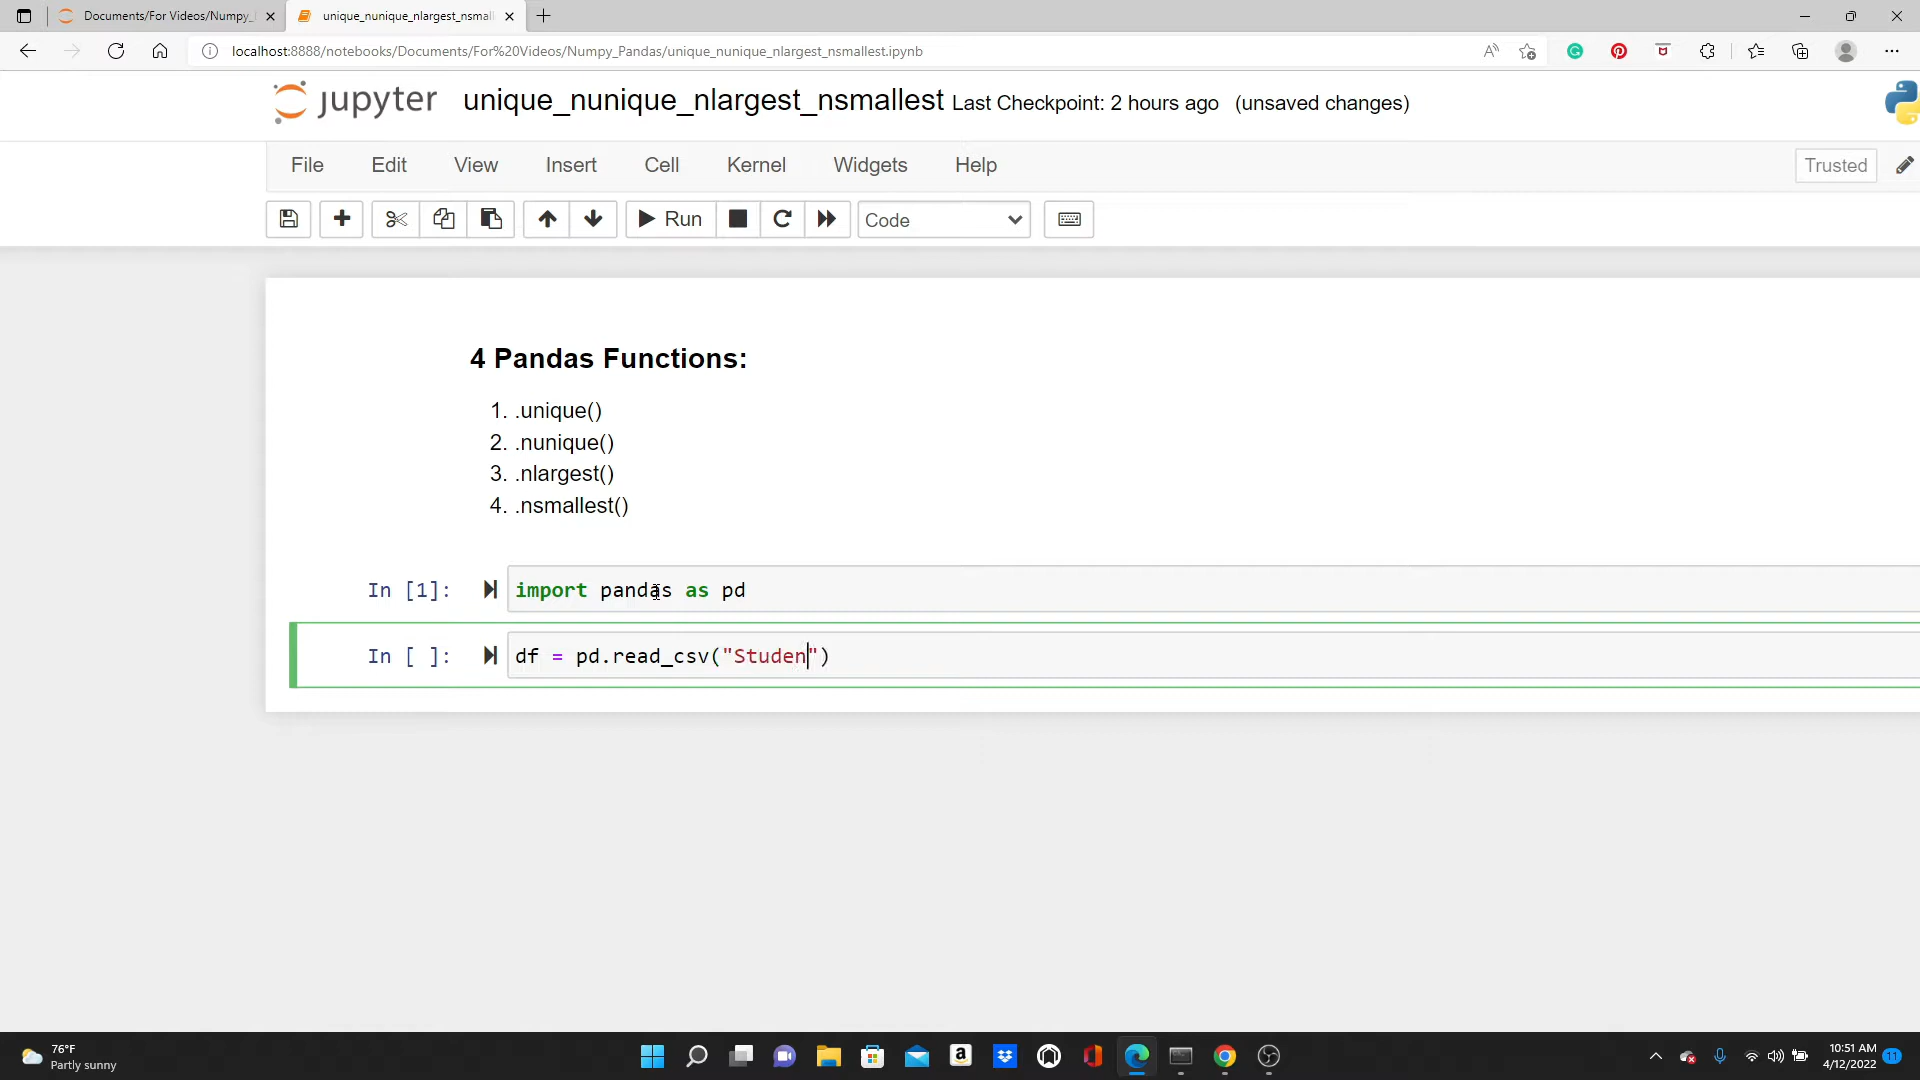 Documents/For Videos/Numpy_
unique_nunique_nlargest_nsmall
localhost:8888/notebooks/Documents/For%20Videos/Numpy_Pandas/unique_nunique_nlargest_nsmallest.ipynb
jupyter unique_nunique_nlargest_nsmallest Last Checkpoint: 2 hours ago (unsaved changes)
File Edit View Insert Cell Kernel Widgets Help Trusted
Run Code
4 Pandas Functions:
1. .unique()
2. .nunique()
3. .nlargest()
4. .nsmallest()
In [1]: import pandas as pd
In [ ]: df = pd.read_csv("Studen")
76°F
Partly sunny
10:51 AM
4/12/2022
11